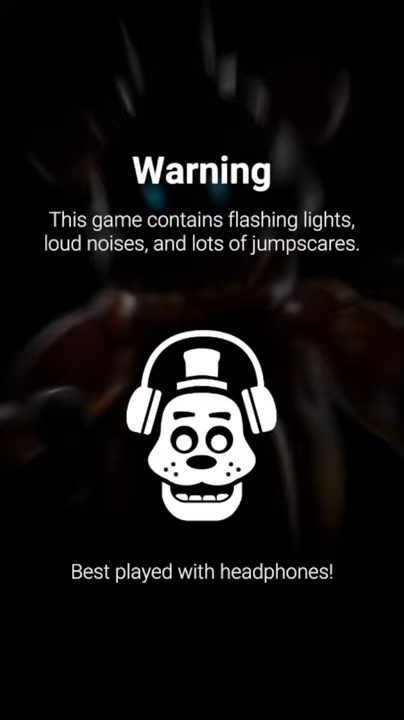 Warning
This game contains flashing lights,
loud noises, and lots of jumpscares.
Best played with headphones!